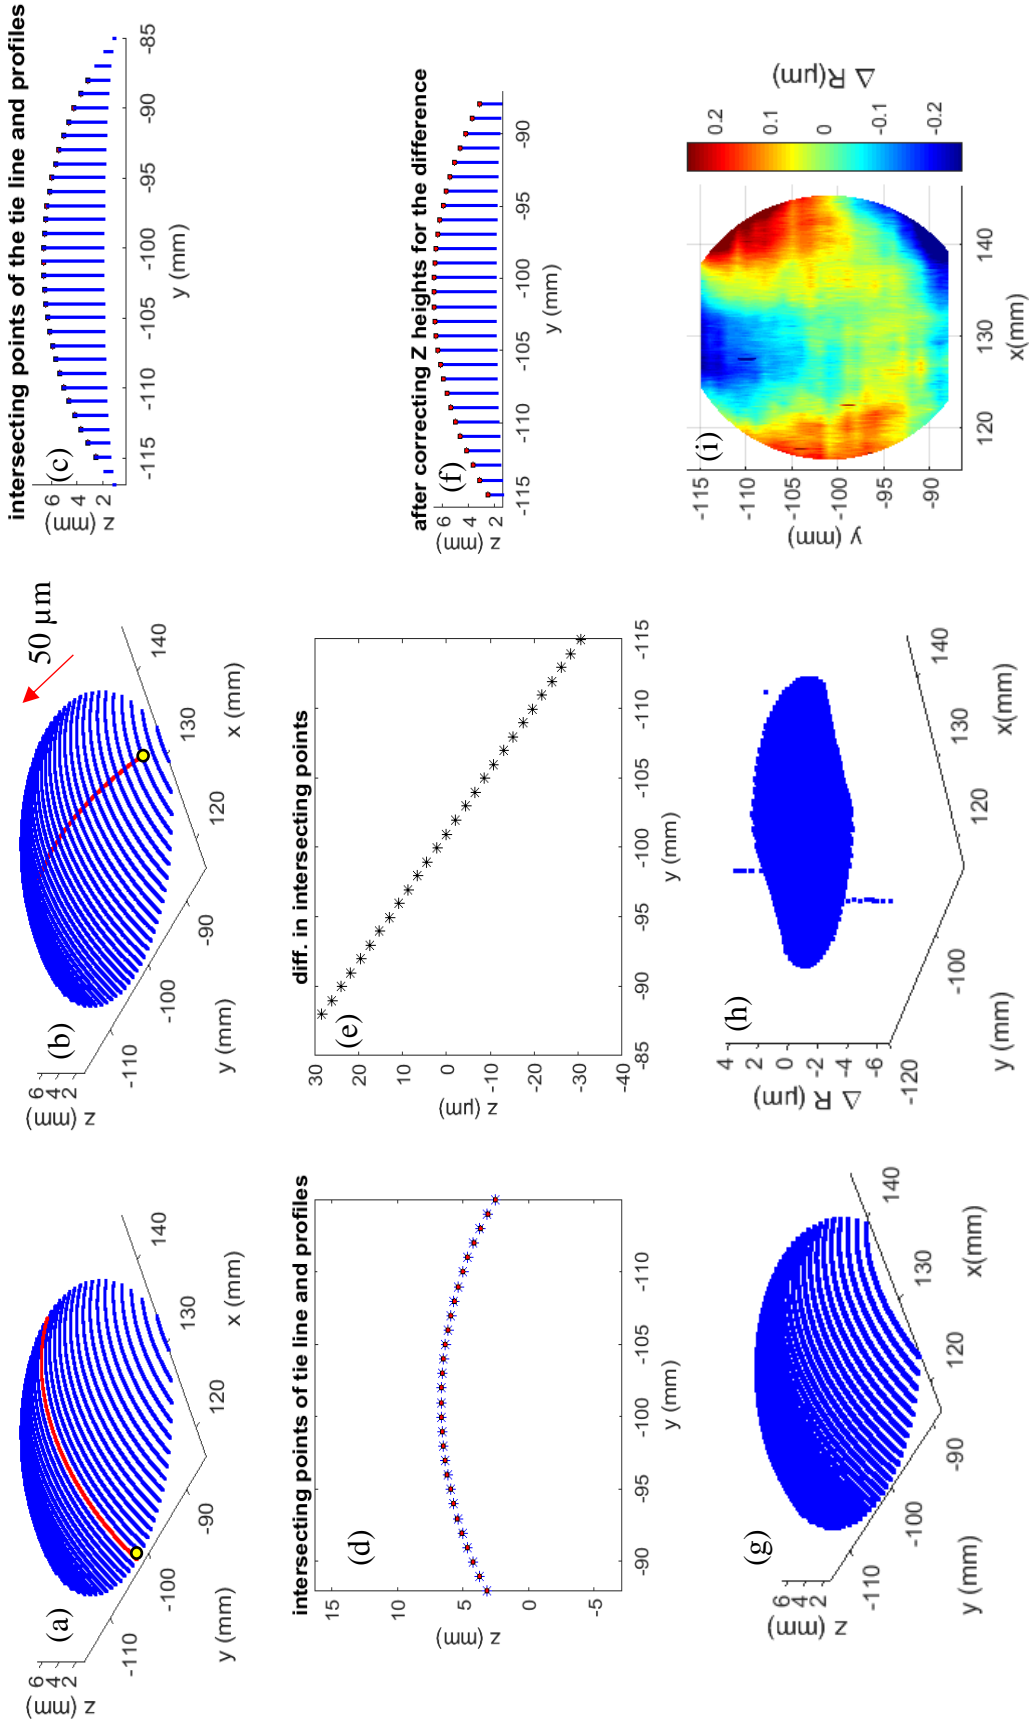 (a)
z (mm)
6
4
2
-110
-100
-90
y (mm)
120
130
140
x (mm)
(b)
50 µm
z (mm)
6
4
2
-110
-100
-90
y (mm)
120
130
140
x (mm)
intersecting points of the tie line and profiles
(c)
z (mm)
6
4
2
-115
-110
-105
-100
-95
-90
-85
y (mm)
intersecting points of tie line and profiles
(d)
z (mm)
15
10
5
0
-5
-90
-95
-100
-105
-110
y (mm)
diff. in intersecting points
(e)
z (µm)
30
20
10
0
-10
-20
-30
-40
-85
-90
-95
-100
-105
-110
-115
y (mm)
after correcting Z heights for the difference
(f)
z (mm)
6
4
2
-115
-110
-105
-100
-95
-90
y (mm)
(g)
z (mm)
6
4
2
-110
-100
-90
y (mm)
120
130
140
x(mm)
(h)
Δ R (µm)
4
2
0
-2
-4
-6
-120
-100
y (mm)
120
130
140
x(mm)
(i)
y (mm)
-115
-110
-105
-100
-95
-90
120
130
140
x(mm)
0.2
0.1
0
-0.1
-0.2
Δ R(µm)